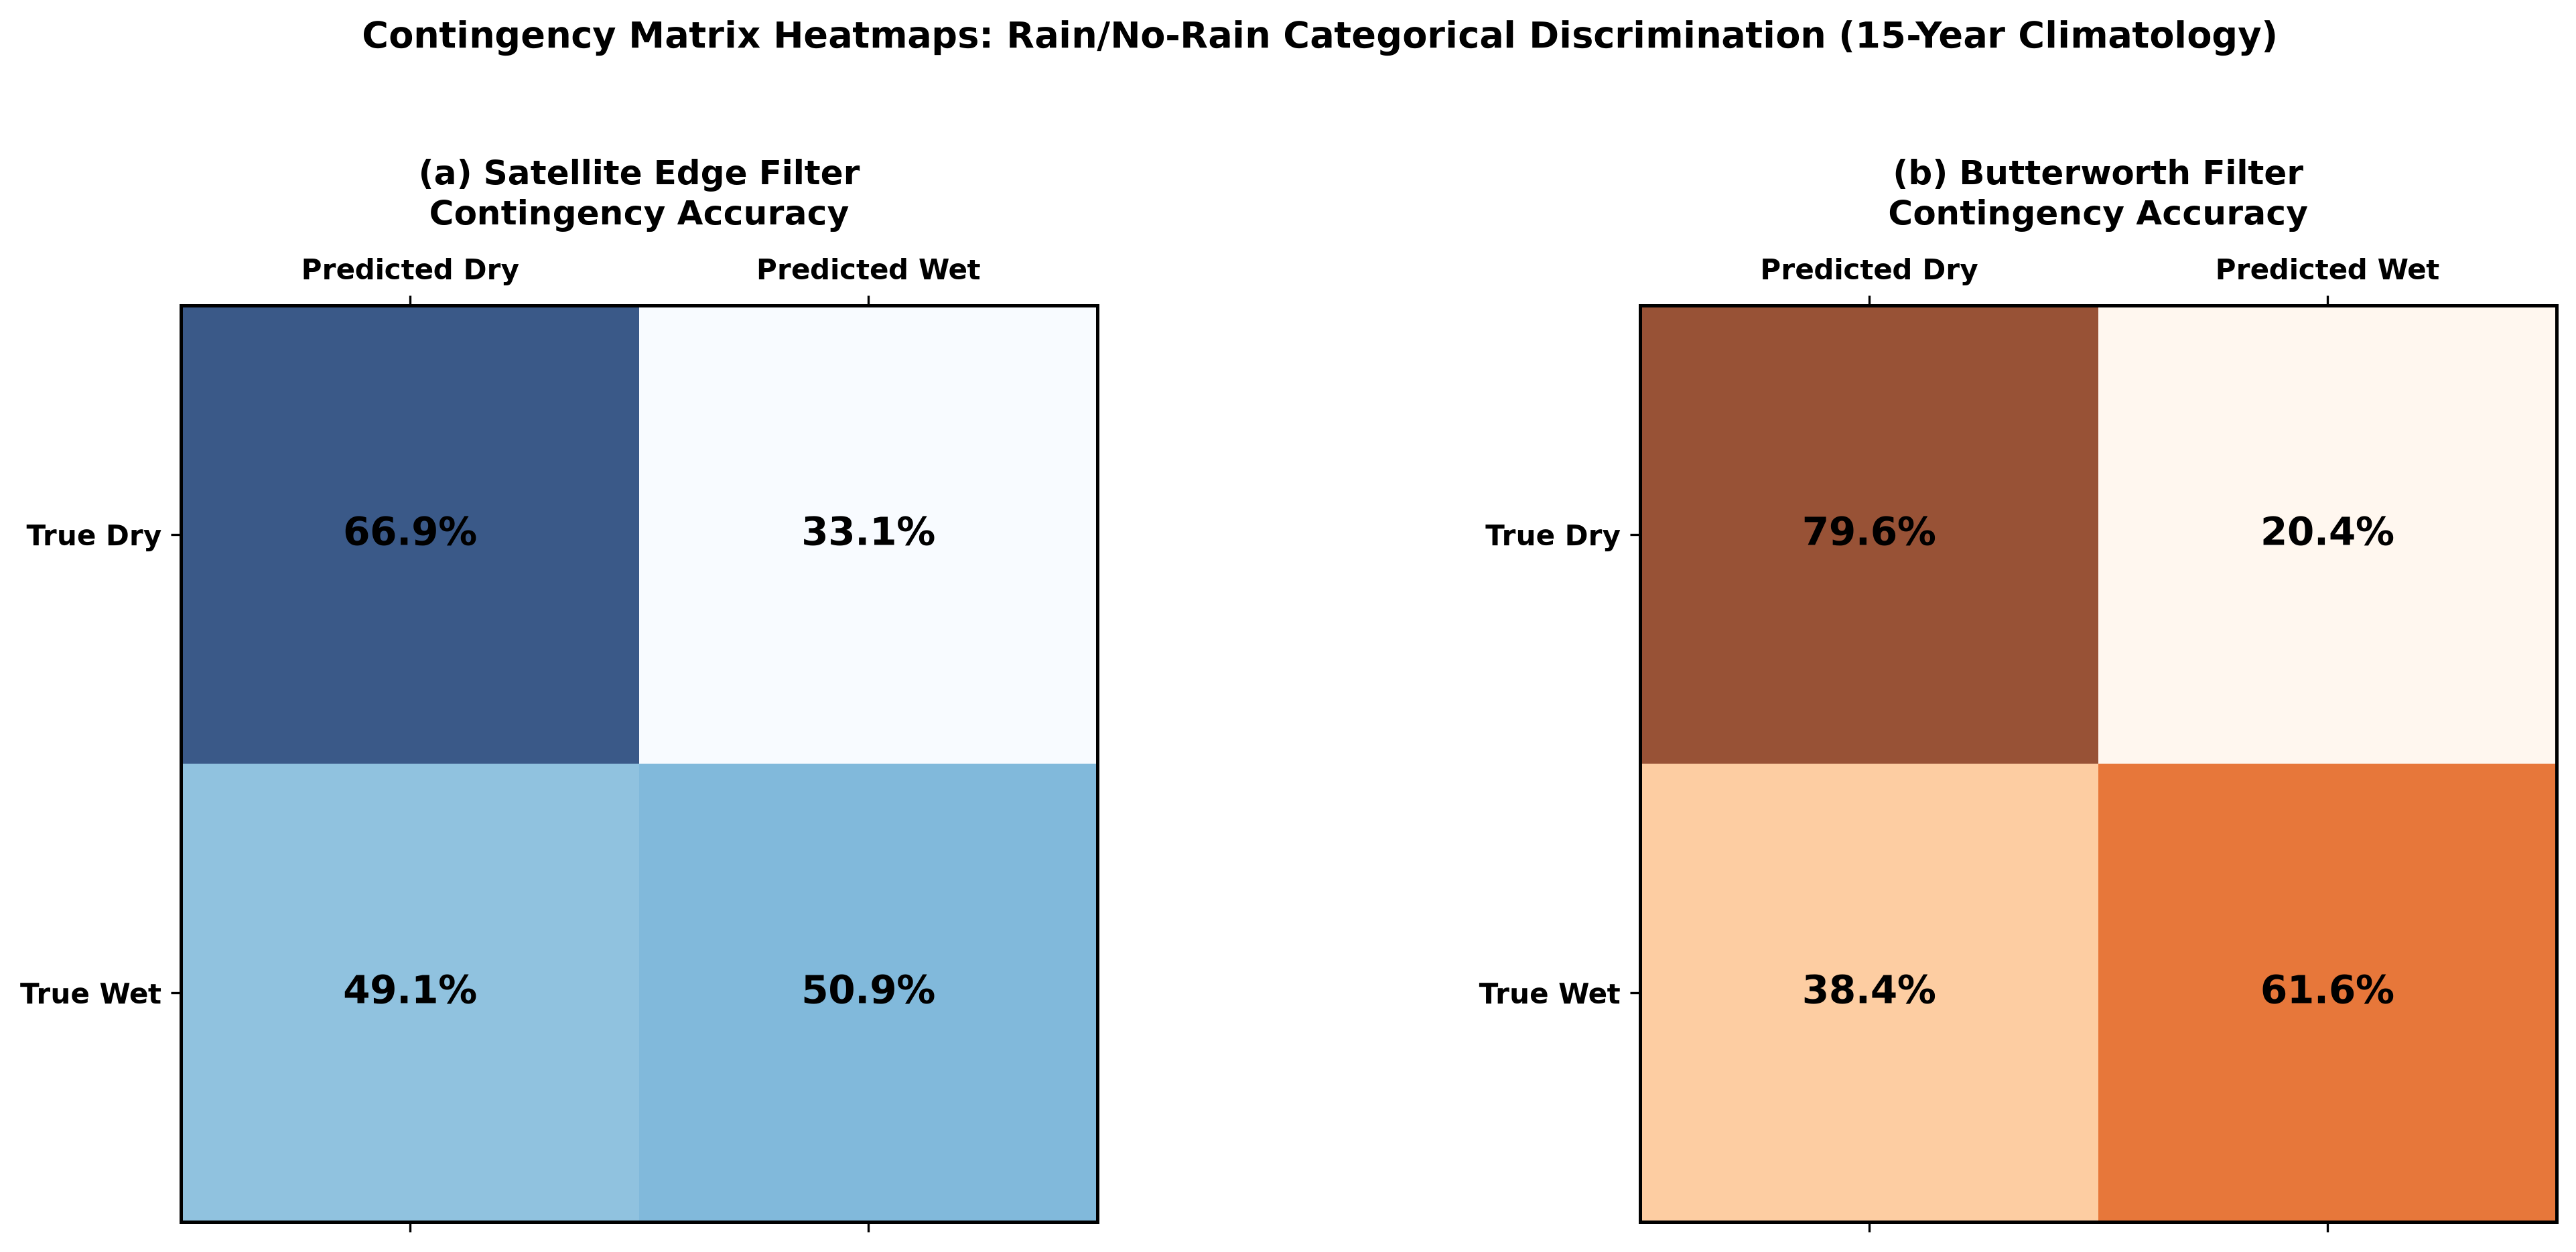 Contingency Matrix Heatmaps: Rain/No-Rain Categorical Discrimination (15-Year Climatology)
(a) Satellite Edge Filter
Contingency Accuracy
Predicted Dry
Predicted Wet
True Dry
66.9%
33.1%
True Wet
49.1%
50.9%
(b) Butterworth Filter
Contingency Accuracy
Predicted Dry
Predicted Wet
True Dry
79.6%
20.4%
True Wet
38.4%
61.6%